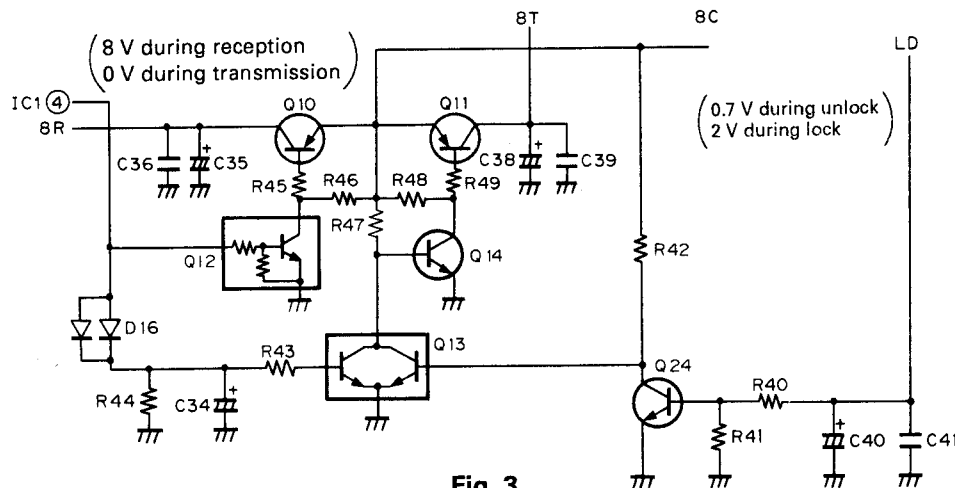 8T
8C
LD
(8 V during reception
0 V during transmission)
IC1 ④
8R
Q10
Q11
(0.7 V during unlock
2 V during lock)
C36
+
C35
C38
+
C39
R45
R46
R48
R49
R47
Q12
Q14
R42
D16
R43
Q13
Q24
R44
C34
+
R40
R41
+
C40
C41
Fig. 3